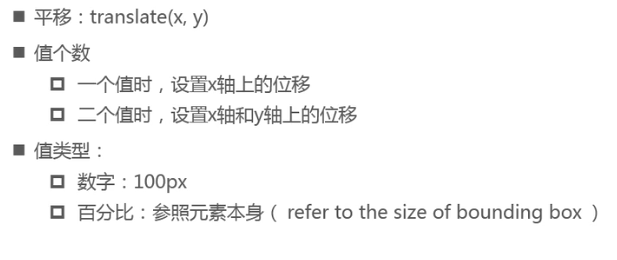 平移：translate(x, y)
值个数
一个值时，设置x轴上的位移
二个值时，设置x轴和y轴上的位移
值类型：
数字：100px
百分比：参照元素本身（ refer to the size of bounding box ）